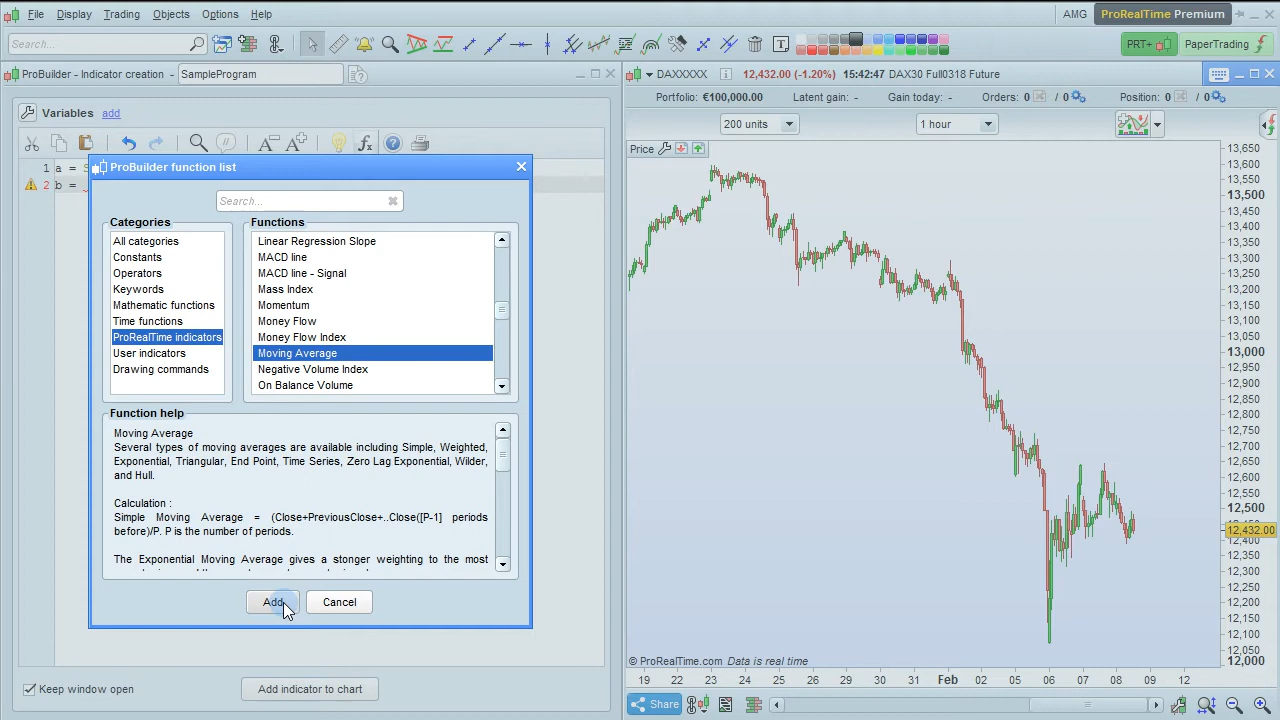 File Display Trading Objects Options Help
AMG ProRealTime Premium
Search...
PRT+ PaperTrading
ProBuilder - Indicator creation SampleProgram
Variables add
1 a =
2 b =
ProBuilder function list
Search...
Categories
All categories
Constants
Operators
Keywords
Mathematic functions
Time functions
ProRealTime indicators
User indicators
Drawing commands
Functions
Linear Regression Slope
MACD line
MACD line - Signal
Mass Index
Momentum
Money Flow
Money Flow Index
Moving Average
Negative Volume Index
On Balance Volume
Function help
Moving Average
Several types of moving averages are available including Simple, Weighted,
Exponential, Triangular, End Point, Time Series, Zero Lag Exponential, Wilder,
and Hull.
Calculation :
Simple Moving Average = (Close+PreviousClose+..Close([P-1] periods
before)/P. P is the number of periods.
The Exponential Moving Average gives a stonger weighting to the most
Add Cancel
Keep window open
Add indicator to chart
DAXXXXX 12,432.00 (-1.20%) 15:42:47 DAX30 Full0318 Future
Portfolio: €100,000.00 Latent gain: - Gain today: - Orders: 0 / 0 Position: 0 / 0
200 units 1 hour
Price
13,650
13,600
13,550
13,500
13,450
13,400
13,350
13,300
13,250
13,200
13,150
13,100
13,050
13,000
12,950
12,900
12,850
12,800
12,750
12,700
12,650
12,600
12,550
12,500
12,432.00
12,400
12,350
12,300
12,250
12,200
12,150
12,100
12,050
12,000
© ProRealTime.com Data is real time
19 22 23 24 25 26 29 30 31 Feb 02 05 06 07 08 09 12
Share